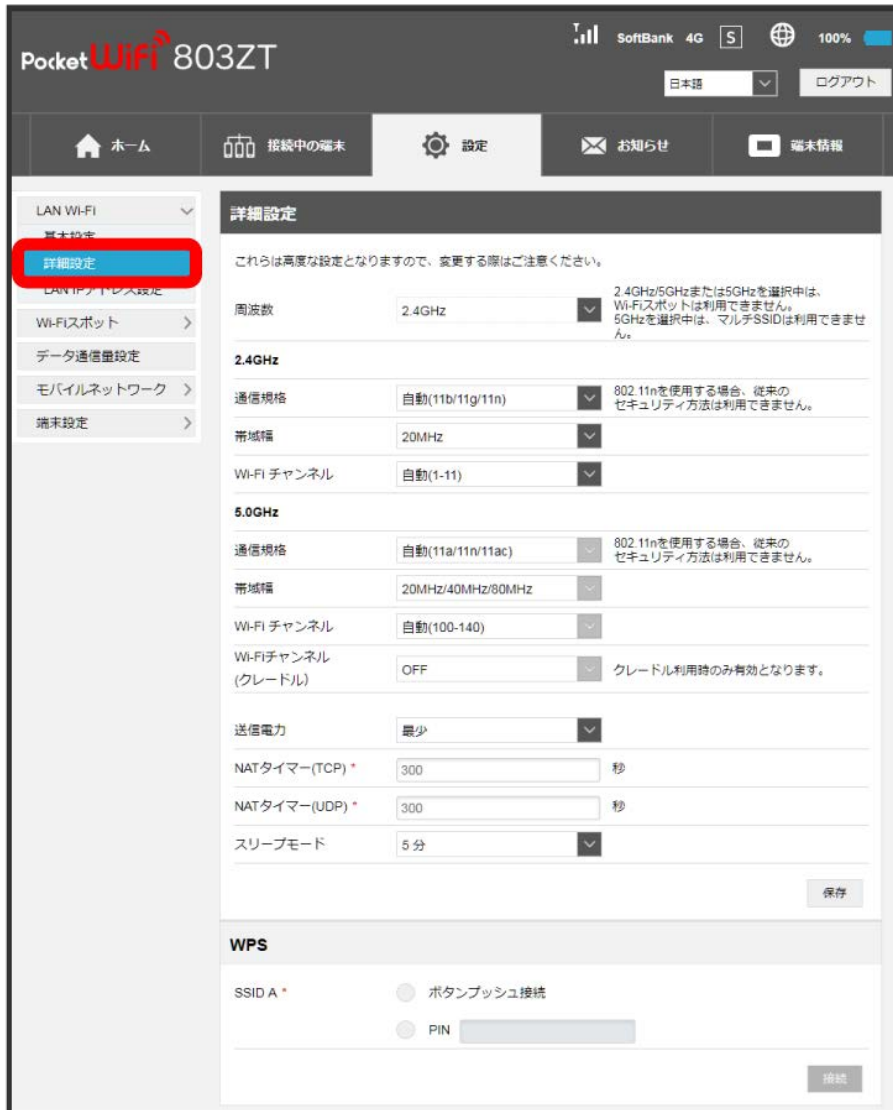 Pocket WiFi 803ZT
SoftBank 4G S 100%
日本語
ログアウト
ホーム
接続中の端末
設定
お知らせ
端末情報
LAN Wi-Fi
基本設定
詳細設定
LAN IPアドレス設定
Wi-Fiスポット
データ通信量設定
モバイルネットワーク
端末設定
詳細設定
これらは高度な設定となりますので、変更する際はご注意ください。
周波数 2.4GHz
2.4GHz/5GHzまたは5GHzを選択中は、
Wi-Fiスポットは利用できません。
5GHzを選択中は、マルチSSIDは利用できませ
ん。
2.4GHz
通信規格 自動(11b/11g/11n)
802.11nを使用する場合、従来の
セキュリティ方法は利用できません。
帯域幅 20MHz
Wi-Fi チャンネル 自動(1-11)
5.0GHz
通信規格 自動(11a/11n/11ac)
802.11nを使用する場合、従来の
セキュリティ方法は利用できません。
帯域幅 20MHz/40MHz/80MHz
Wi-Fi チャンネル 自動(100-140)
Wi-Fiチャンネル
(クレードル)
OFF クレードル利用時のみ有効となります。
送信電力 最少
NATタイマー(TCP) * 300 秒
NATタイマー(UDP) * 300 秒
スリープモード 5 分
保存
WPS
SSID A * ボタンプッシュ接続
PIN
接続